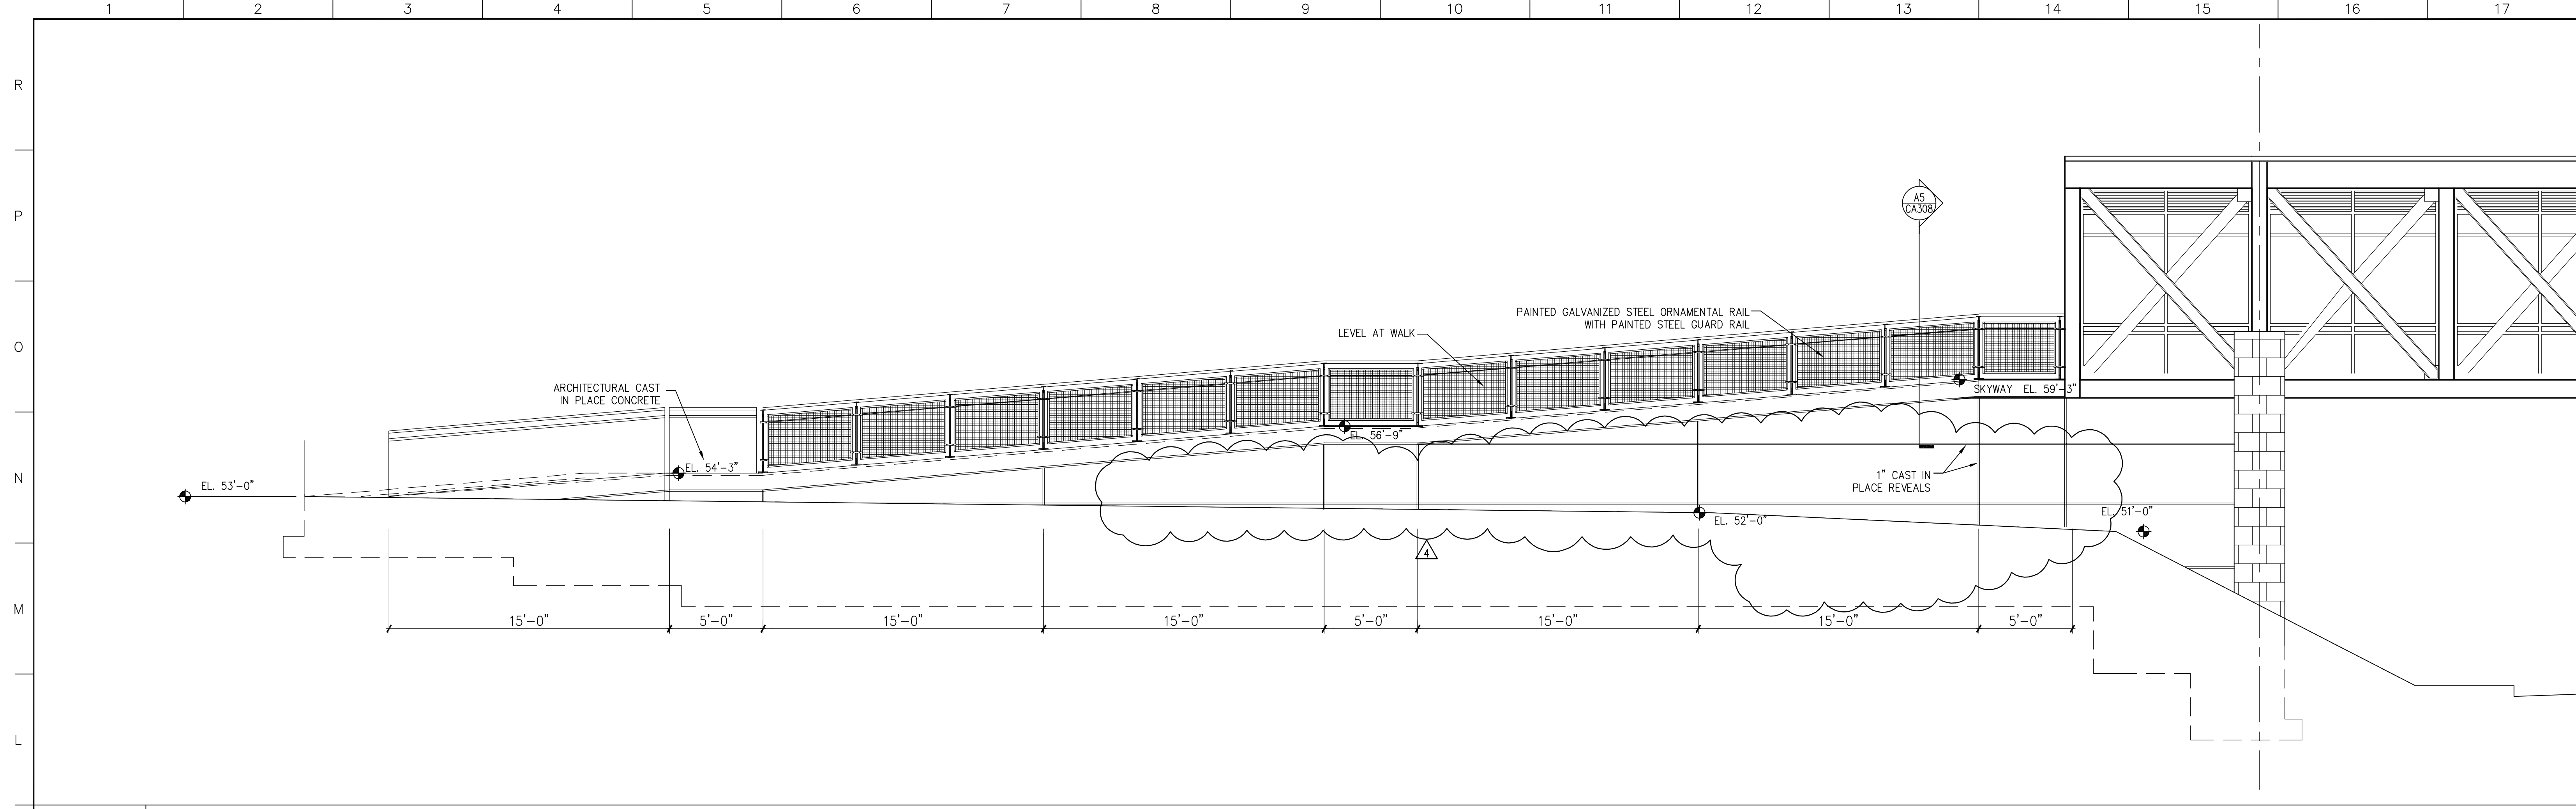 1 2 3 4 5 6 7 8 9 10 11 12 13 14 15 16 17
R
P
A5
CA308
PAINTED GALVANIZED STEEL ORNAMENTAL RAIL
WITH PAINTED STEEL GUARD RAIL
LEVEL AT WALK
O
ARCHITECTURAL CAST
IN PLACE CONCRETE
SKYWAY EL. 59'-3"
EL. 56'-9"
EL. 54'-3"
N
1" CAST IN
PLACE REVEALS
EL. 53'-0"
EL. 52'-0"
EL. 51'-0"
4
M
15'-0" 5'-0" 15'-0" 15'-0" 5'-0" 15'-0" 15'-0" 5'-0"
L